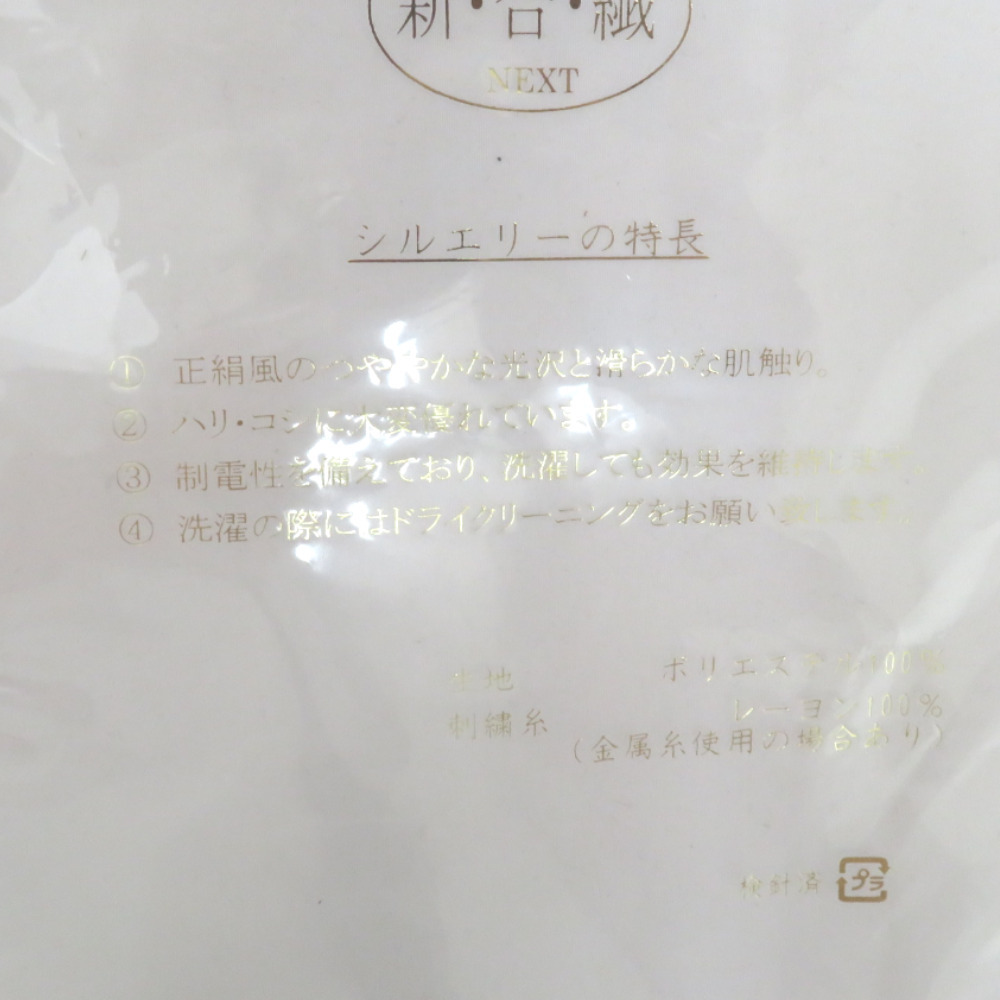 新・合・繊
NEXT
シルエリーの特長
① 正絹風のつややかな光沢と滑らかな肌触り。
② ハリ・コシに大変優れています。
③ 制電性を備えており、洗濯しても効果を維持します。
④ 洗濯の際にはドライクリーニングをお願い致します。
生地 ポリエステル100%
刺繍糸 レーヨン100%
(金属糸使用の場合あり)
検針済 プラ